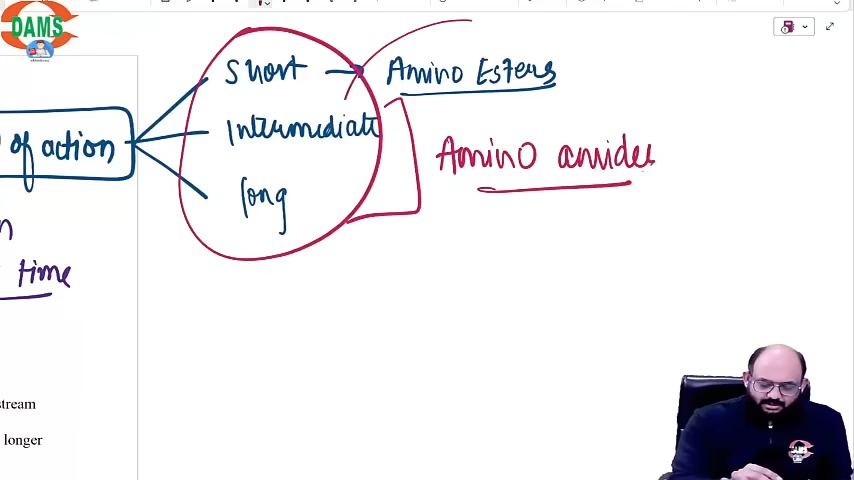 DAMS
Short
Amino Esters
Intermediate
of action
Amino amides
long
time
stream
longer